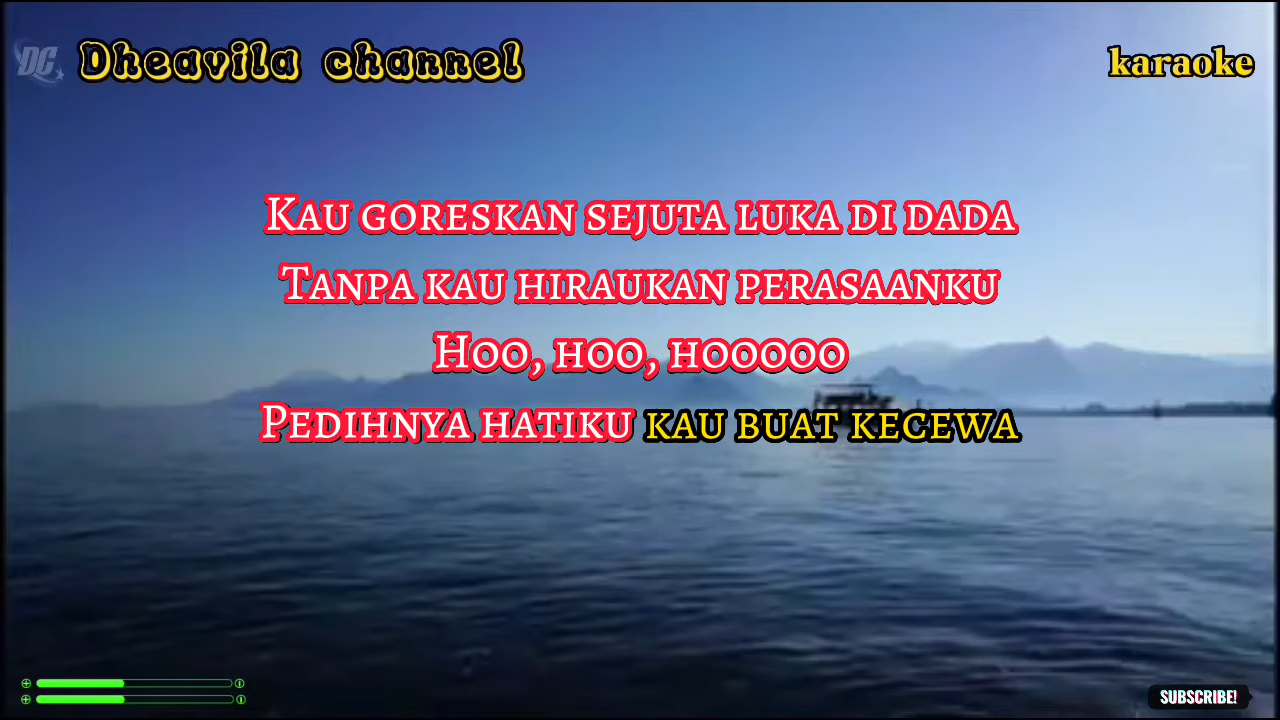 DC
Dheavila channel
karaoke
Kau goreskan sejuta luka di dada
Tanpa kau hiraukan perasaanku
Hoo, hoo, hooooo
Pedihnya hatiku kau buat kecewa
SUBSCRIBE!